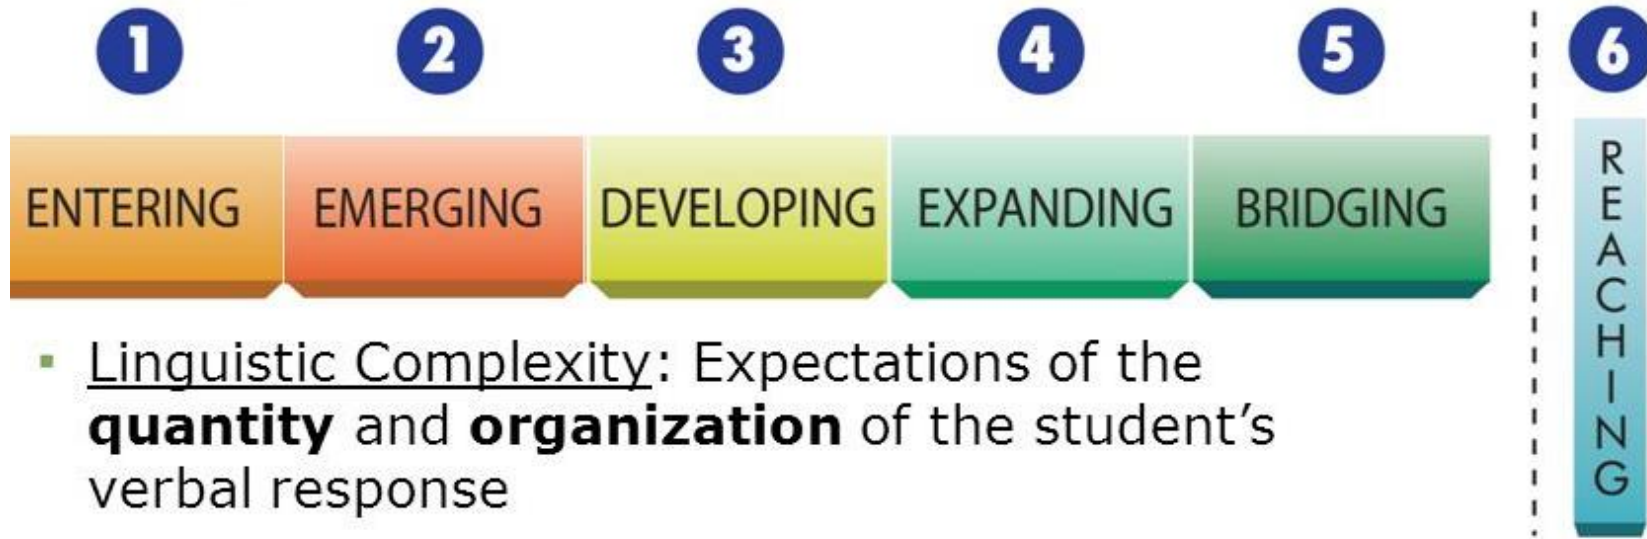 1 2 3 4 5 6
ENTERING EMERGING DEVELOPING EXPANDING BRIDGING
REACHING
▪ Linguistic Complexity: Expectations of the
quantity and organization of the student's
verbal response